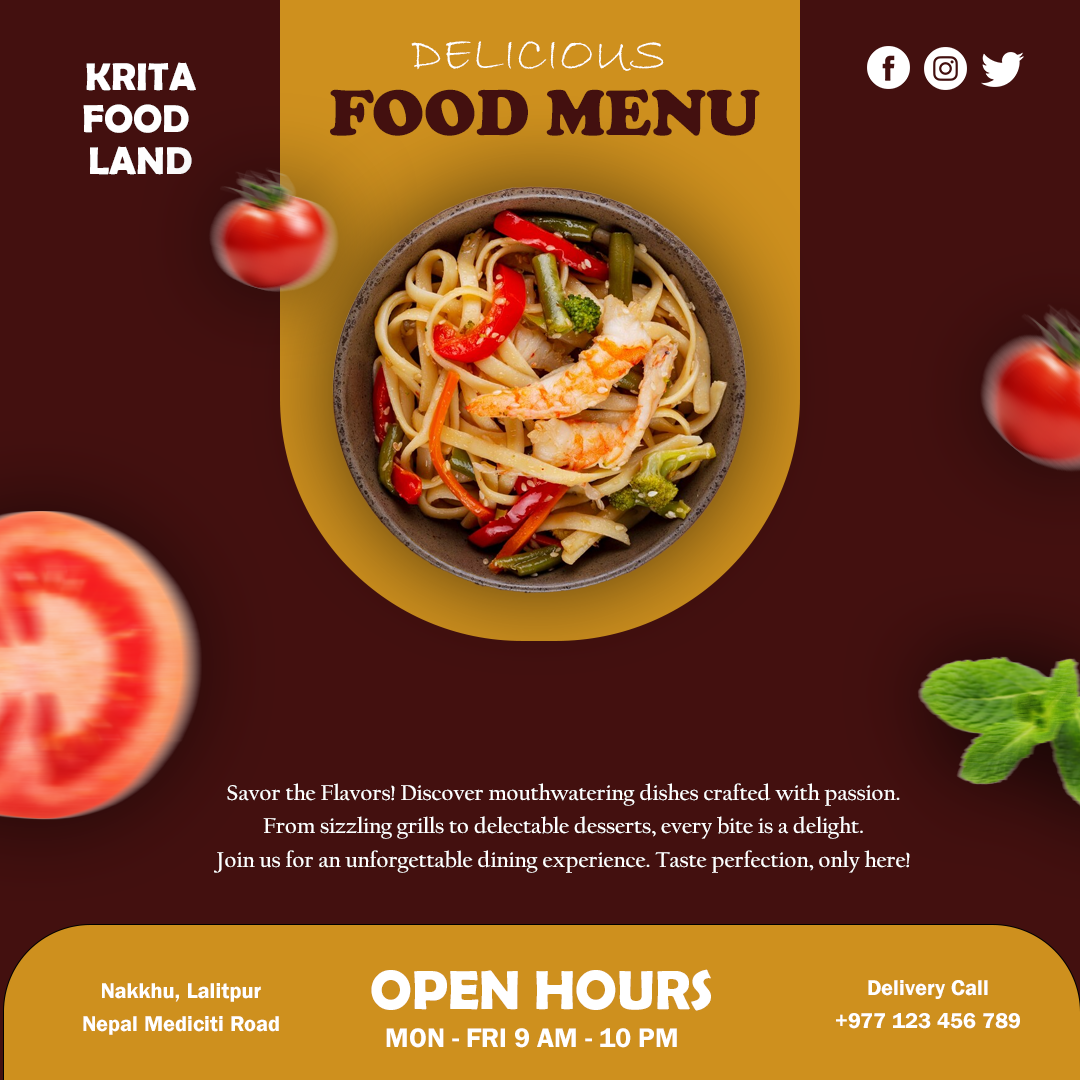 KRITA
FOOD
LAND
DELICIOUS
FOOD MENU
Savor the Flavors! Discover mouthwatering dishes crafted with passion.
From sizzling grills to delectable desserts, every bite is a delight.
Join us for an unforgettable dining experience. Taste perfection, only here!
Nakkhu, Lalitpur
Nepal Mediciti Road
OPEN HOURS
MON - FRI 9 AM - 10 PM
Delivery Call
+977 123 456 789